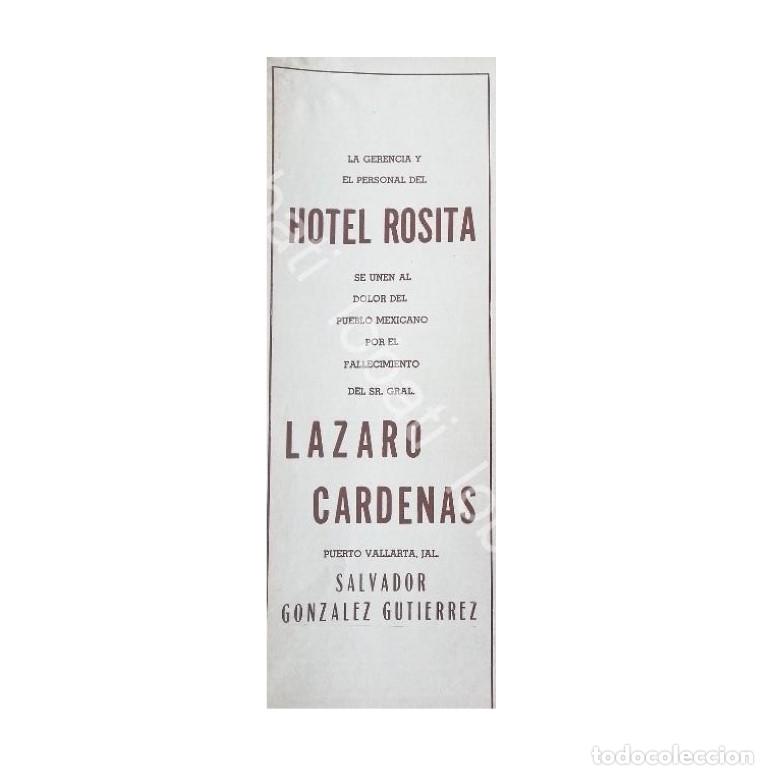 LA GERENCIA Y
EL PERSONAL DEL
HOTEL ROSITA
SE UNEN AL
DOLOR DEL
PUEBLO MEXICANO
POR EL
FALLECIMIENTO
DEL SR. GRAL.
LAZARO
CARDENAS
PUERTO VALLARTA, JAL.
SALVADOR
GONZALEZ GUTIERREZ
todocoleccion